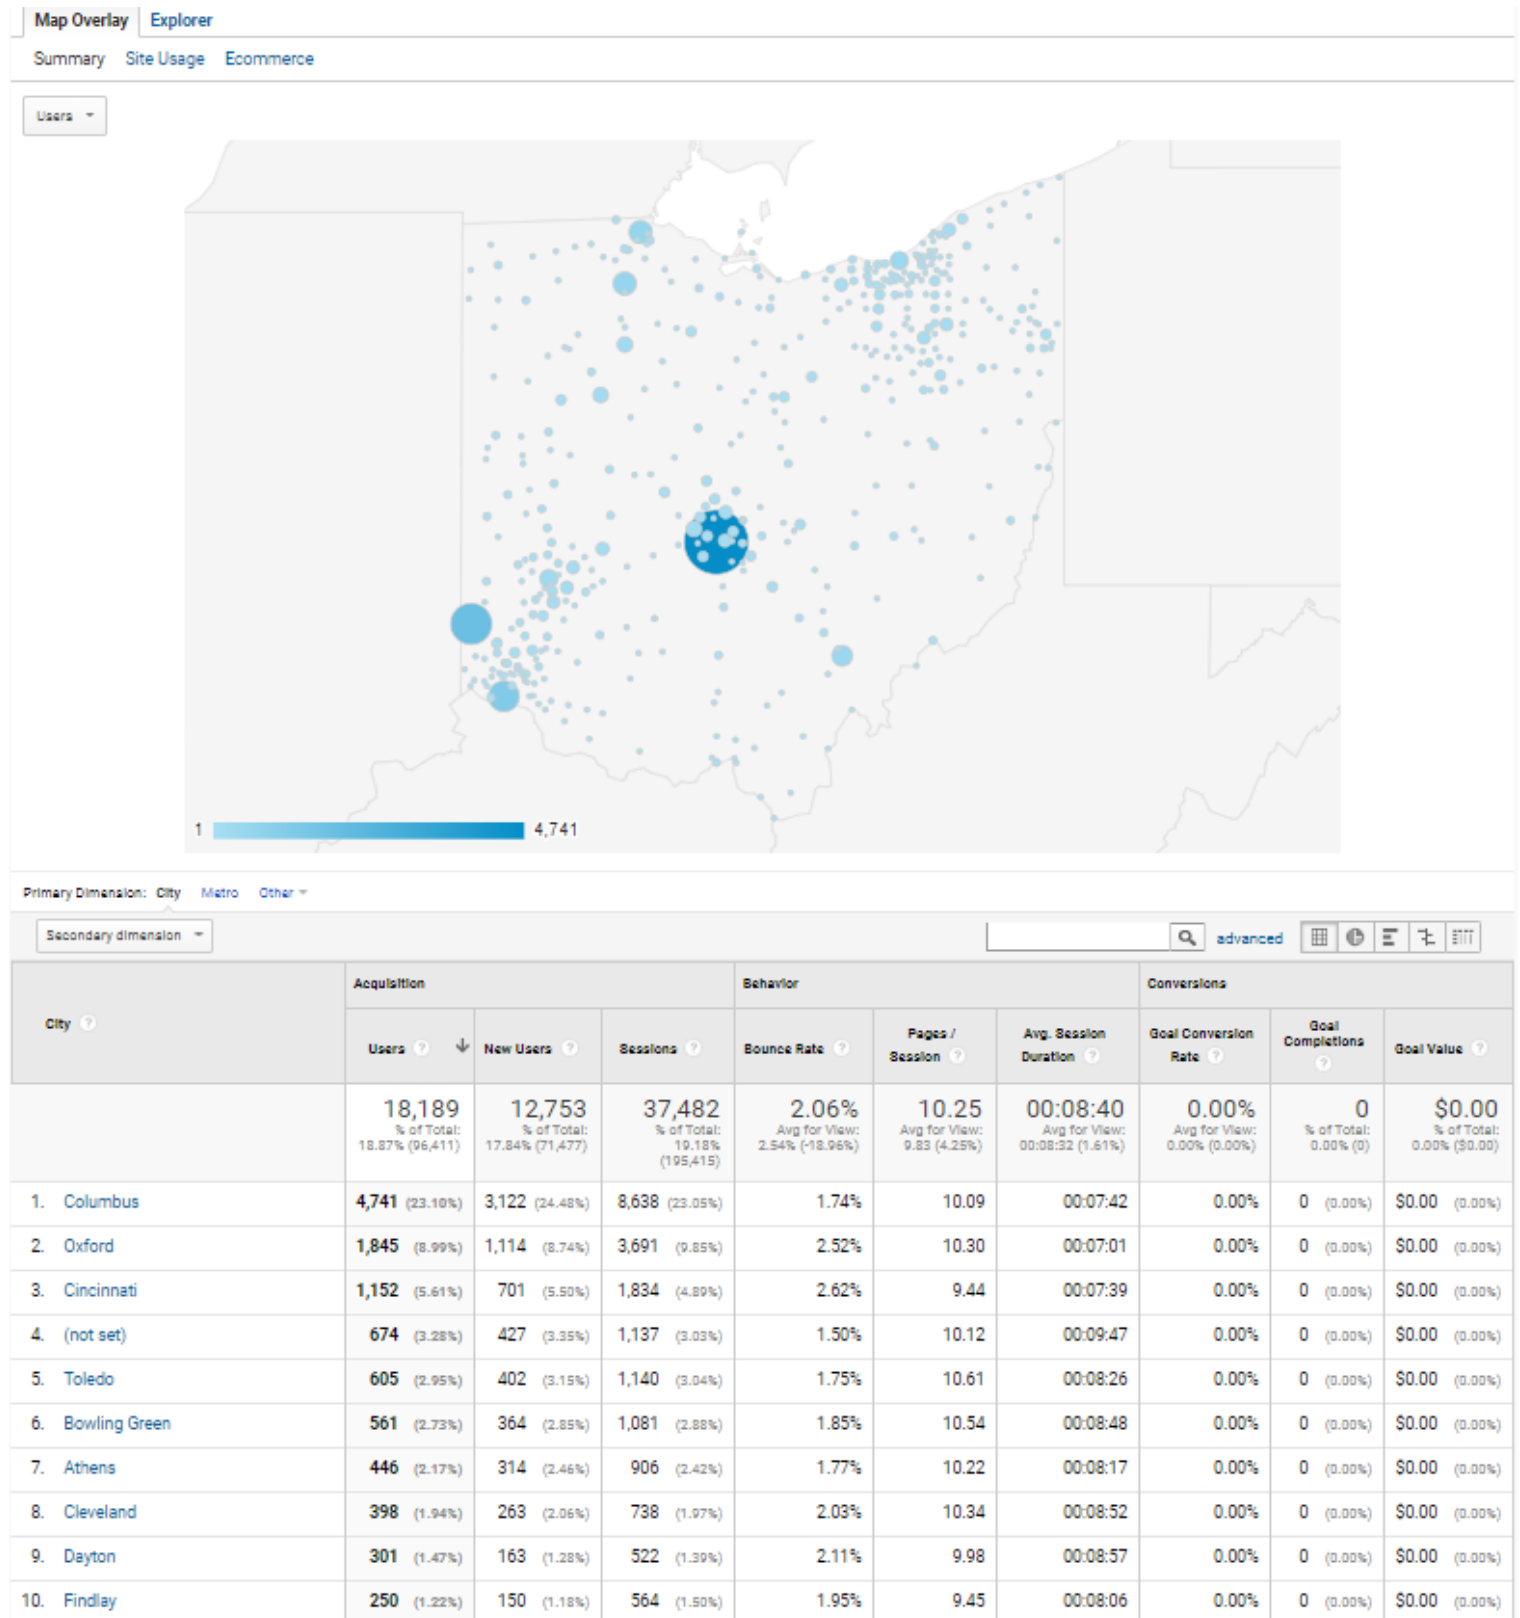 Map Overlay Explorer
Summary Site Usage Ecommerce
Users
1 4,741
Primary Dimension: City Metro Other
Secondary dimension advanced
Acquisition Behavior Conversions
City ? Users ? New Users ? Sessions ? Bounce Rate ? Pages / Session ? Avg. Session Duration ? Goal Conversion Rate ? Goal Completions ? Goal Value ?
18,189 12,753 37,482 2.06% 10.25 00:08:40 0.00% 0 $0.00
% of Total: 18.87% (96,411) % of Total: 17.84% (71,477) % of Total: 19.18% (195,415) Avg for View: 2.54% (-18.96%) Avg for View: 9.83 (4.25%) Avg for View: 00:08:32 (1.61%) Avg for View: 0.00% (0.00%) % of Total: 0.00% (0) % of Total: 0.00% ($0.00)
1. Columbus 4,741 (23.10%) 3,122 (24.48%) 8,638 (23.05%) 1.74% 10.09 00:07:42 0.00% 0 (0.00%) $0.00 (0.00%)
2. Oxford 1,845 (8.99%) 1,114 (8.74%) 3,691 (9.85%) 2.52% 10.30 00:07:01 0.00% 0 (0.00%) $0.00 (0.00%)
3. Cincinnati 1,152 (5.61%) 701 (5.50%) 1,834 (4.89%) 2.62% 9.44 00:07:39 0.00% 0 (0.00%) $0.00 (0.00%)
4. (not set) 674 (3.28%) 427 (3.35%) 1,137 (3.03%) 1.50% 10.12 00:09:47 0.00% 0 (0.00%) $0.00 (0.00%)
5. Toledo 605 (2.95%) 402 (3.15%) 1,140 (3.04%) 1.75% 10.61 00:08:26 0.00% 0 (0.00%) $0.00 (0.00%)
6. Bowling Green 561 (2.73%) 364 (2.85%) 1,081 (2.88%) 1.85% 10.54 00:08:48 0.00% 0 (0.00%) $0.00 (0.00%)
7. Athens 446 (2.17%) 314 (2.46%) 906 (2.42%) 1.77% 10.22 00:08:17 0.00% 0 (0.00%) $0.00 (0.00%)
8. Cleveland 398 (1.94%) 263 (2.06%) 738 (1.97%) 2.03% 10.34 00:08:52 0.00% 0 (0.00%) $0.00 (0.00%)
9. Dayton 301 (1.47%) 163 (1.28%) 522 (1.39%) 2.11% 9.98 00:08:57 0.00% 0 (0.00%) $0.00 (0.00%)
10. Findlay 250 (1.22%) 150 (1.18%) 564 (1.50%) 1.95% 9.45 00:08:06 0.00% 0 (0.00%) $0.00 (0.00%)